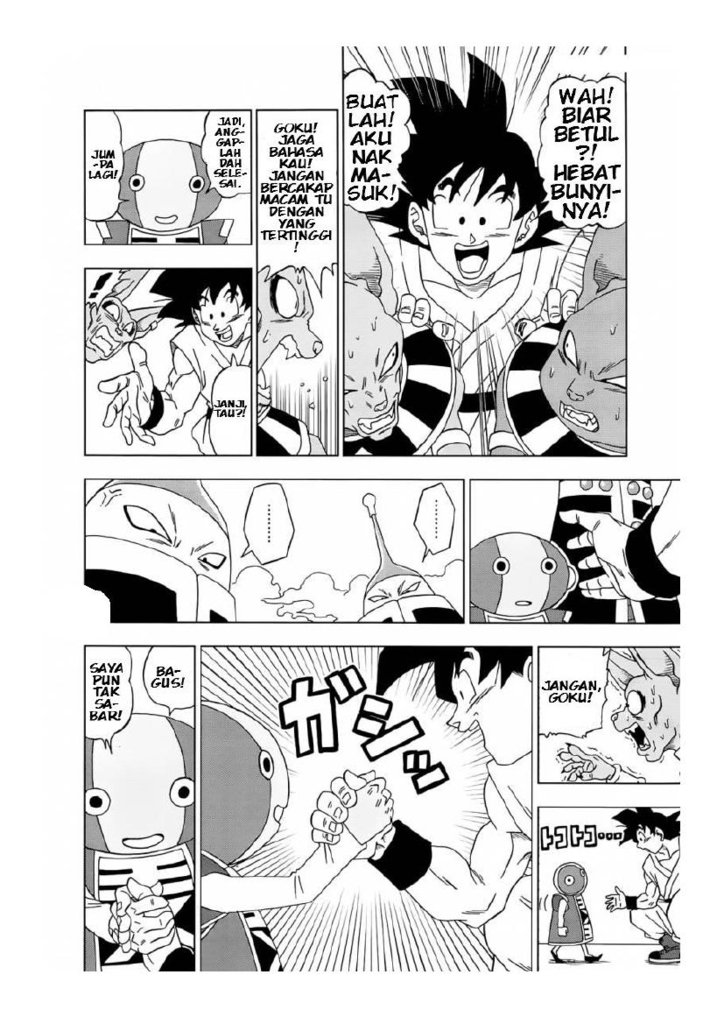 WAH!
BIAR
BETUL
?!
HEBAT
BUNYI-
NYA!
BUAT
LAH!
AKU
NAK
MA-
SUK!
GOKU!
JAGA
BAHASA
KAU!
JANGAN
BERCAKAP
MACAM TU
DENGAN
YANG
TERTINGGI
!
JADI,
ANG-
GAP-
LAH
DAH
SELE-
SAI.
JUM-
PA
LAGI!
JANJI,
TAU?!
........
........
JANGAN,
GOKU!
トコトコ...
ガシッ
BA-
GUS!
SAYA
PUN
TAK
SA-
BAR!